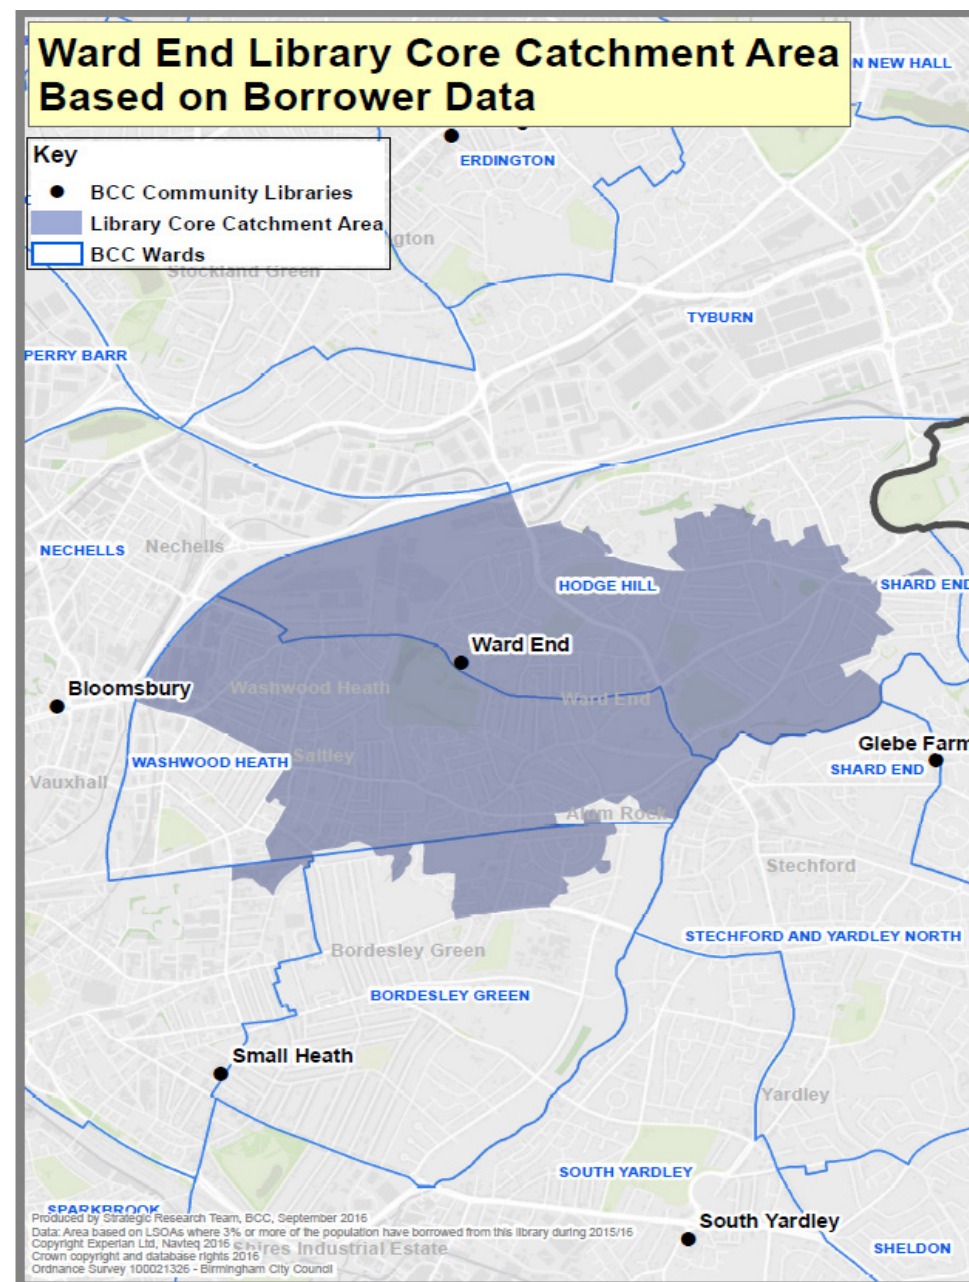 Ward End Library Core Catchment Area
Based on Borrower Data
N NEW HALL
Key
BCC Community Libraries
Library Core Catchment Area
BCC Wards
ERDINGTON
gton
Stockland Green
TYBURN
PERRY BARR
NECHELLS
Nechells
HODGE HILL
SHARD END
Ward End
Bloomsbury
Washwood Heath
Ward End
Glebe Farm
WASHWOOD HEATH
Saltley
SHARD END
Vauxhall
Alum Rock
Stechford
STECHFORD AND YARDLEY NORTH
Bordesley Green
BORDESLEY GREEN
Small Heath
Yardley
SOUTH YARDLEY
SPARKBROOK
South Yardley
SHELDON
Produced by Strategic Research Team, BCC, September 2016
Data: Area based on LSOAs where 3% or more of the population have borrowed from this library during 2015/16
Copyright Experian Ltd, Navteq 2016
Shires Industrial Estate
Crown copyright and database rights 2016
Ordnance Survey 100021326 - Birmingham City Council